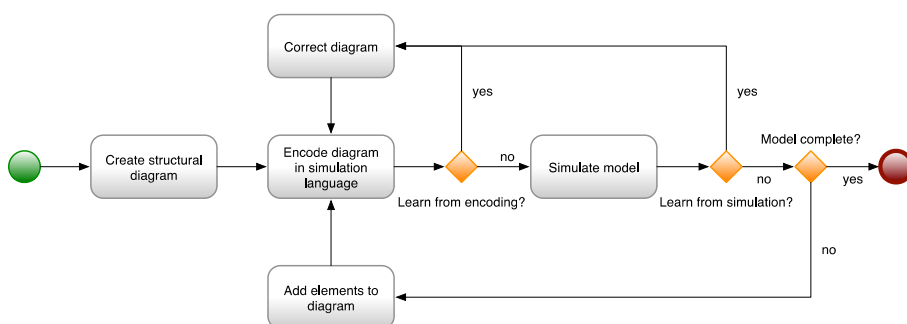 Correct diagram
yes
yes
Model complete?
Create structural
diagram
Encode diagram
in simulation
language
no
Simulate model
no
yes
Learn from encoding?
Learn from simulation?
no
Add elements to
diagram